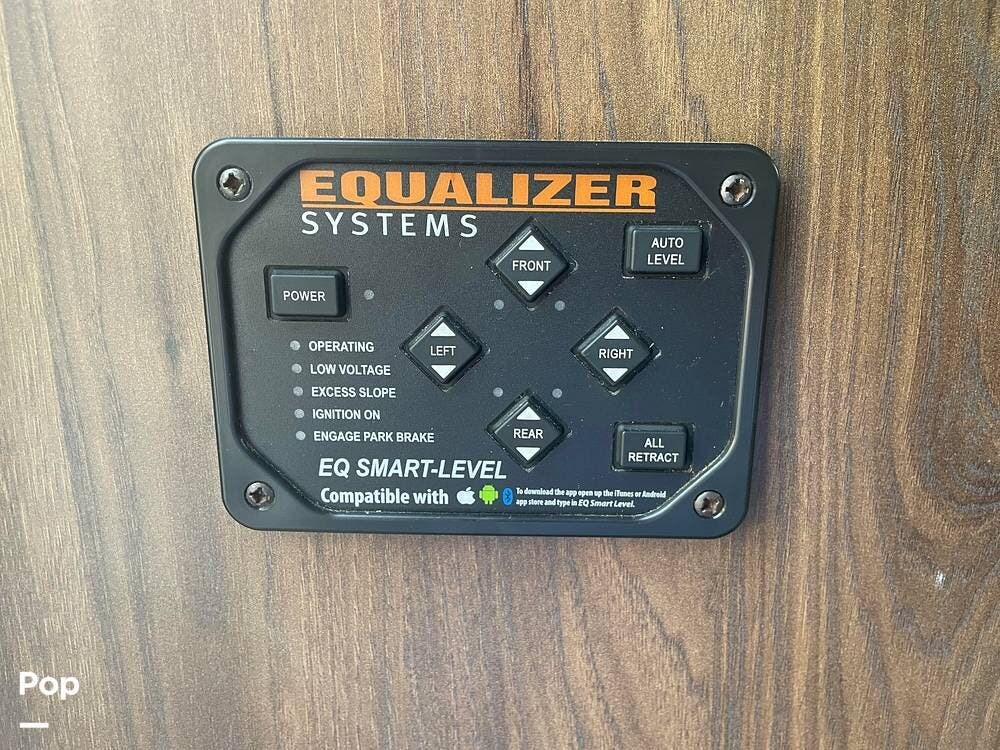 EQUALIZER
SYSTEMS
AUTO
LEVEL
FRONT
POWER
LEFT
RIGHT
OPERATING
LOW VOLTAGE
EXCESS SLOPE
IGNITION ON
ENGAGE PARK BRAKE
REAR
ALL
RETRACT
EQ SMART-LEVEL
Compatible with
To download the app open up the iTunes or Android
app store and type in EQ Smart Level.
Pop